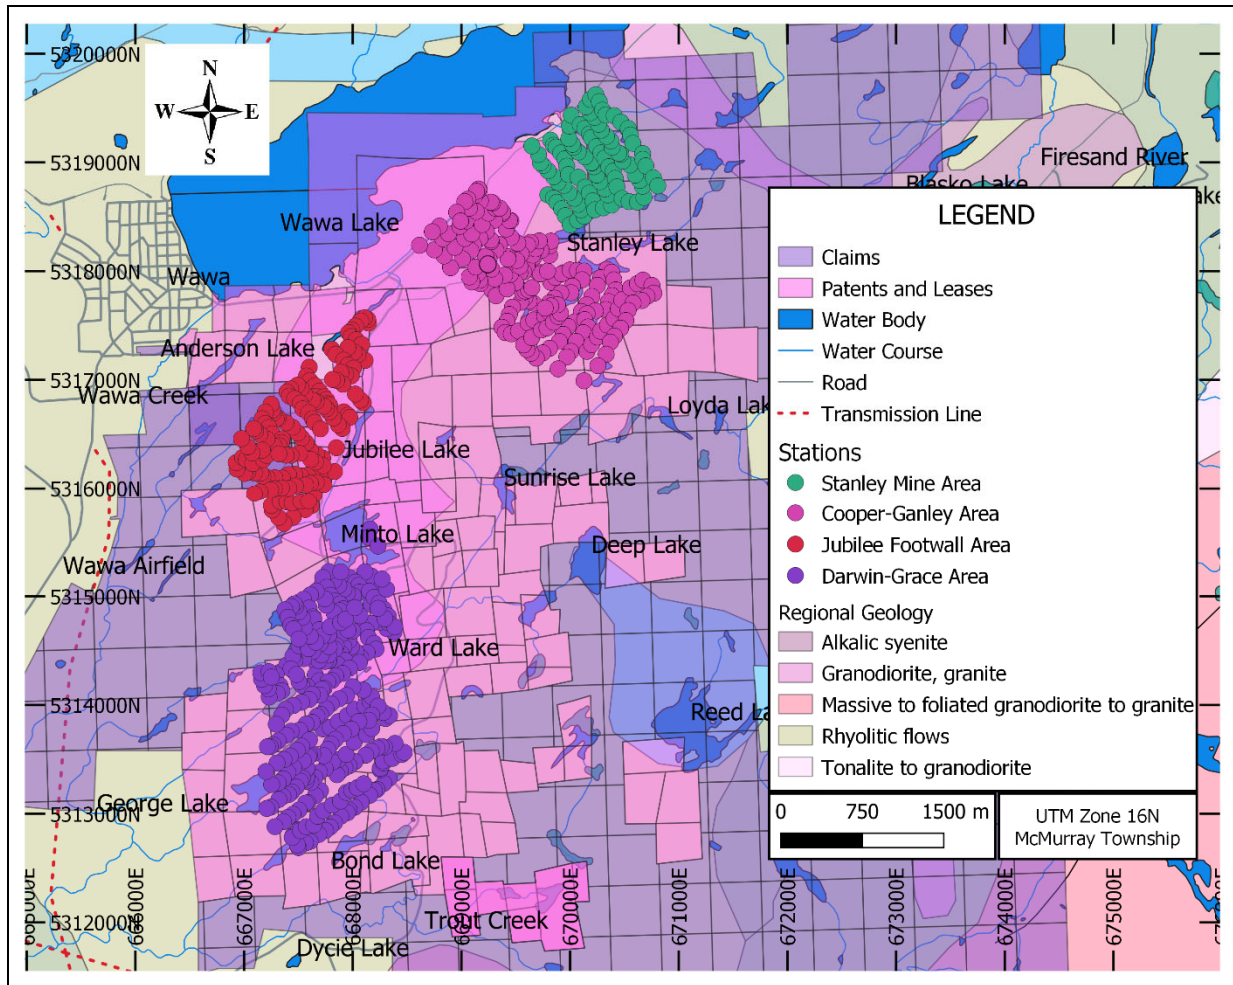 5320000N
N
W
E
S
5319000N
Firesand River
Blasko Lake
LEGEND
Wawa Lake
Stanley Lake
Claims
5318000N
Wawa
Patents and Leases
Water Body
Anderson Lake
Water Course
5317000N
Road
Wawa Creek
Loyda
Transmission Line
Jubilee Lake
Stations
5316000N
Sunrise Lake
Stanley Mine Area
Cooper-Ganley Area
Minto Lake
Deep Lake
Jubilee Footwall Area
Wawa Airfield
Darwin-Grace Area
5315000N
Regional Geology
Ward Lake
Alkalic syenite
Granodiorite, granite
5314000N
Reed
Massive to foliated granodiorite to granite
Rhyolitic flows
Tonalite to granodiorite
George Lake
5313000N
0 750 1500 m
UTM Zone 16N
McMurray Township
Bond Lake
5312000N
Trout Creek
Dycie Lake
666000E
667000E
668000E
669000E
670000E
671000E
672000E
673000E
674000E
675000E